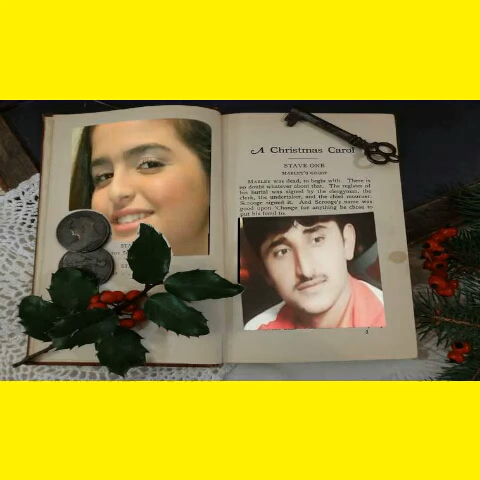 A Christmas Carol
STAVE ONE
MARLEY'S GHOST
MARLEY was dead, to begin with. There is
no doubt whatever about that. The register of
his burial was signed by the clergyman, the
clerk, the undertaker, and the chief mourner.
Scrooge signed it. And Scrooge's name was
good upon 'Change for anything he chose to
put his hand to.